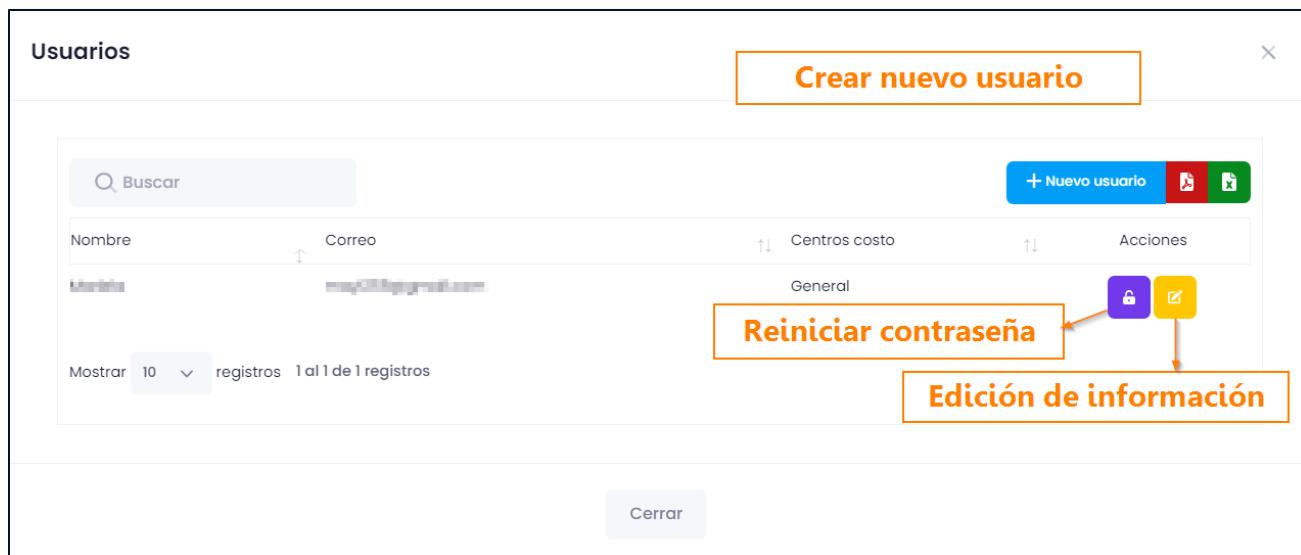 Usuarios
Crear nuevo usuario
Buscar
+ Nuevo usuario
Nombre Correo Centros costo Acciones
General
Reiniciar contraseña
Mostrar 10 registros 1 al 1 de 1 registros
Edición de información
Cerrar